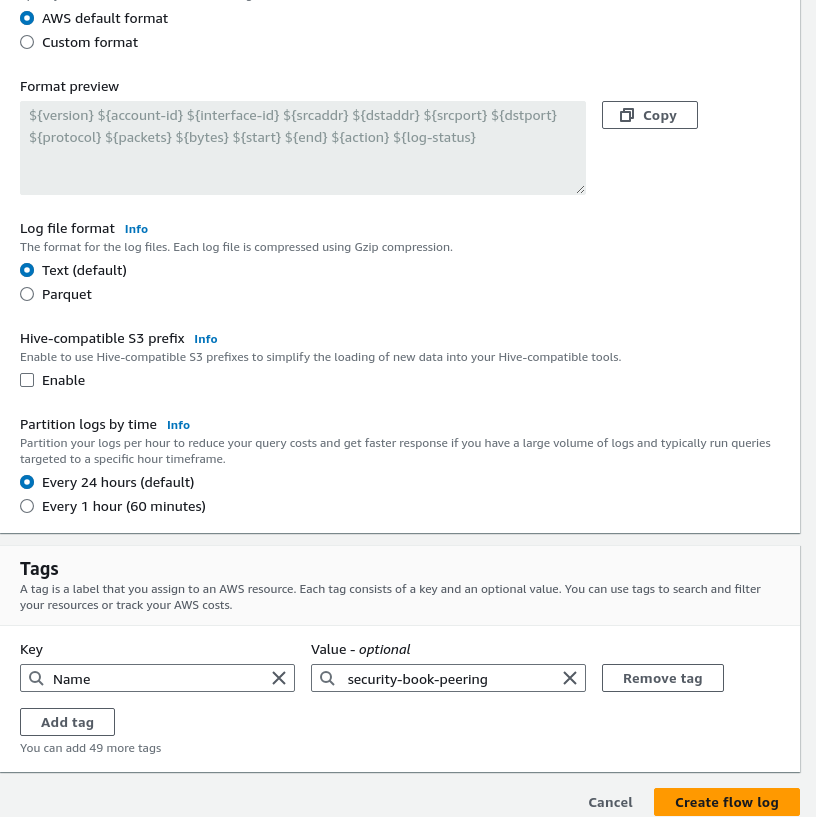 AWS default format
Custom format
Format preview
${version} ${account-id} ${interface-id} ${srcaddr} ${dstaddr} ${srcport} ${dstport}
${protocol} ${packets} ${bytes} ${start} ${end} ${action} ${log-status}
Copy
Log file format Info
The format for the log files. Each log file is compressed using Gzip compression.
Text (default)
Parquet
Hive-compatible S3 prefix Info
Enable to use Hive-compatible S3 prefixes to simplify the loading of new data into your Hive-compatible tools.
Enable
Partition logs by time Info
Partition your logs per hour to reduce your query costs and get faster response if you have a large volume of logs and typically run queries
targeted to a specific hour timeframe.
Every 24 hours (default)
Every 1 hour (60 minutes)
Tags
A tag is a label that you assign to an AWS resource. Each tag consists of a key and an optional value. You can use tags to search and filter
your resources or track your AWS costs.
Key
Value - optional
Name
security-book-peering
Remove tag
Add tag
You can add 49 more tags
Cancel
Create flow log